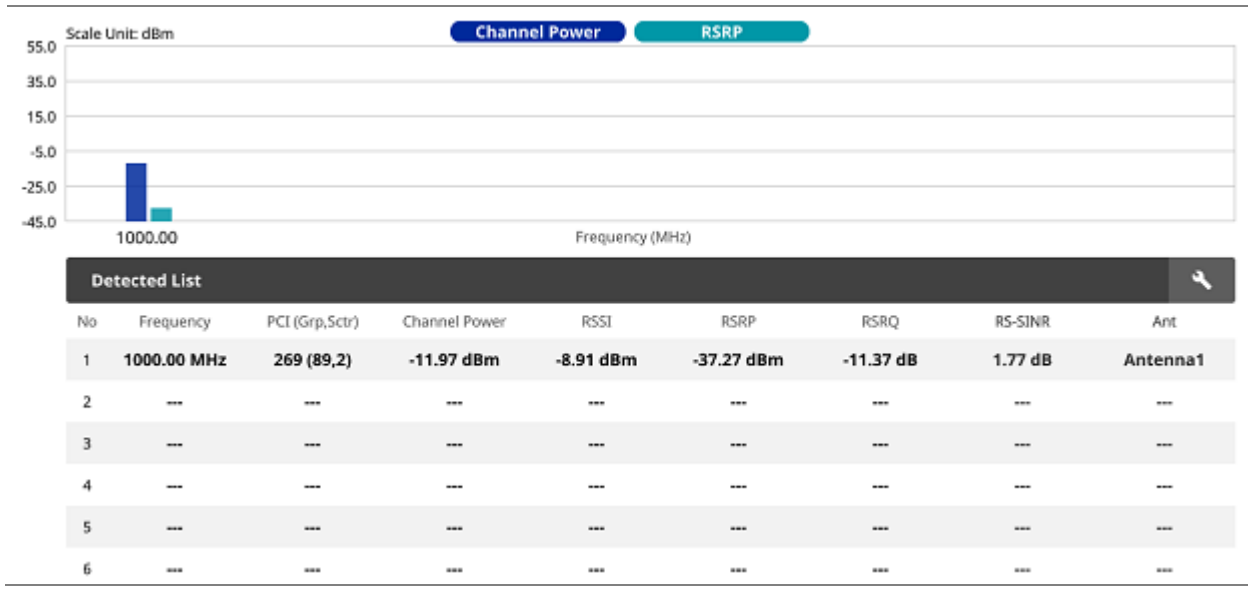 Scale Unit: dBm
Channel Power RSRP
55.0
35.0
15.0
-5.0
-25.0
-45.0
1000.00 Frequency (MHz)
Detected List
No Frequency PCI (Grp,Sctr) Channel Power RSSI RSRP RSRQ RS-SINR Ant
1 1000.00 MHz 269 (89,2) -11.97 dBm -8.91 dBm -37.27 dBm -11.37 dB 1.77 dB Antenna1
2 --- --- --- --- --- --- --- ---
3 --- --- --- --- --- --- --- ---
4 --- --- --- --- --- --- --- ---
5 --- --- --- --- --- --- --- ---
6 --- --- --- --- --- --- --- ---